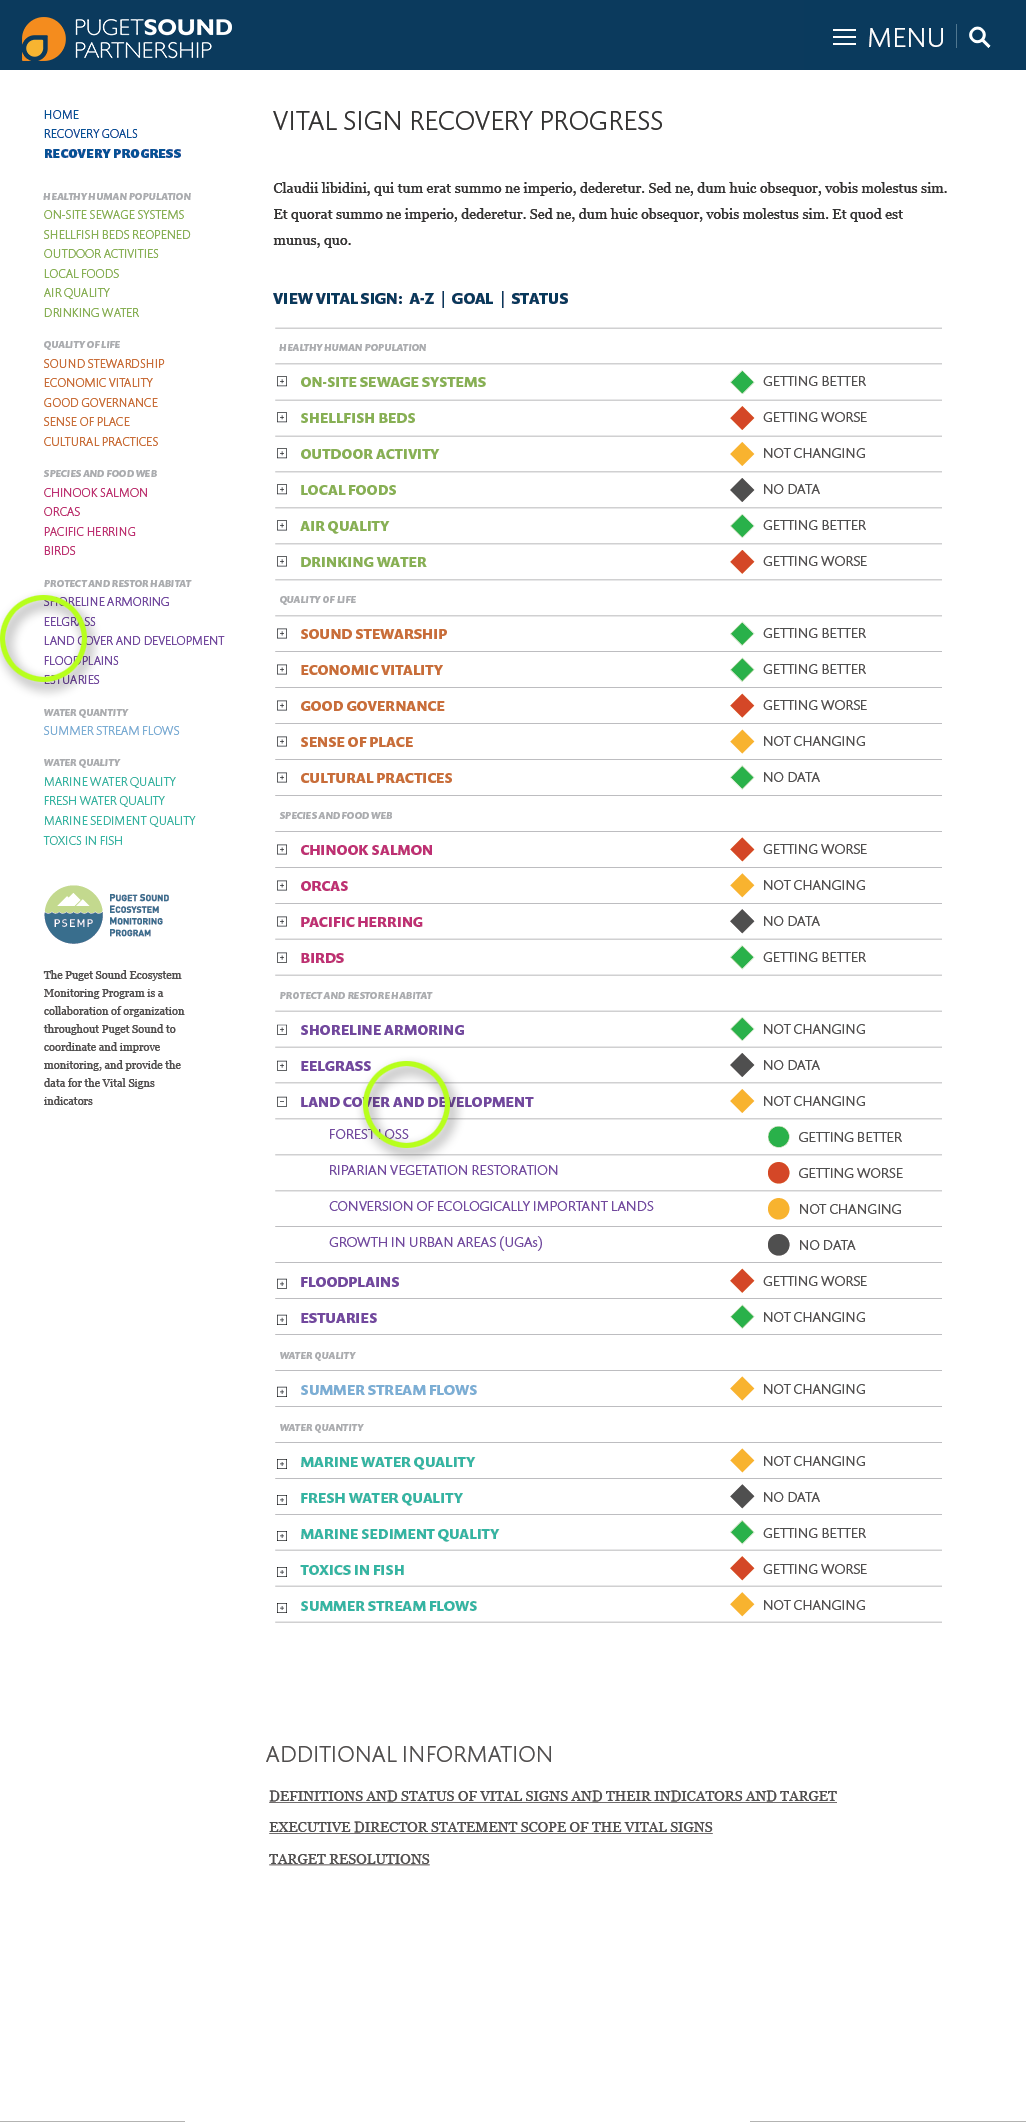 PUGETSOUND
PARTNERSHIP
MENU
HOME
RECOVERY GOALS
RECOVERY PROGRESS
HEALTHY HUMAN POPULATION
ON-SITE SEWAGE SYSTEMS
SHELLFISH BEDS REOPENED
OUTDOOR ACTIVITIES
LOCAL FOODS
AIR QUALITY
DRINKING WATER
QUALITY OF LIFE
SOUND STEWARDSHIP
ECONOMIC VITALITY
GOOD GOVERNANCE
SENSE OF PLACE
CULTURAL PRACTICES
SPECIES AND FOOD WEB
CHINOOK SALMON
ORCAS
PACIFIC HERRING
BIRDS
PROTECT AND RESTOR HABITAT
SHORELINE ARMORING
EELGRASS
LAND COVER AND DEVELOPMENT
FLOODPLAINS
ESTUARIES
WATER QUANTITY
SUMMER STREAM FLOWS
WATER QUALITY
MARINE WATER QUALITY
FRESH WATER QUALITY
MARINE SEDIMENT QUALITY
TOXICS IN FISH
PSEMP
PUGET SOUND
ECOSYSTEM
MONITORING
PROGRAM
The Puget Sound Ecosystem
Monitoring Program is a
collaboration of organization
throughout Puget Sound to
coordinate and improve
monitoring, and provide the
data for the Vital Signs
indicators
VITAL SIGN RECOVERY PROGRESS
Claudii libidini, qui tum erat summo ne imperio, dederetur. Sed ne, dum huic obsequor, vobis molestus sim.
Et quorat summo ne imperio, dederetur. Sed ne, dum huic obsequor, vobis molestus sim. Et quod est
munus, quo.
VIEW VITAL SIGN: A-Z | GOAL | STATUS
HEALTHY HUMAN POPULATION
ON-SITE SEWAGE SYSTEMS GETTING BETTER
SHELLFISH BEDS GETTING WORSE
OUTDOOR ACTIVITY NOT CHANGING
LOCAL FOODS NO DATA
AIR QUALITY GETTING BETTER
DRINKING WATER GETTING WORSE
QUALITY OF LIFE
SOUND STEWARSHIP GETTING BETTER
ECONOMIC VITALITY GETTING BETTER
GOOD GOVERNANCE GETTING WORSE
SENSE OF PLACE NOT CHANGING
CULTURAL PRACTICES NO DATA
SPECIES AND FOOD WEB
CHINOOK SALMON GETTING WORSE
ORCAS NOT CHANGING
PACIFIC HERRING NO DATA
BIRDS GETTING BETTER
PROTECT AND RESTORE HABITAT
SHORELINE ARMORING NOT CHANGING
EELGRASS NO DATA
LAND COVER AND DEVELOPMENT NOT CHANGING
FOREST LOSS GETTING BETTER
RIPARIAN VEGETATION RESTORATION GETTING WORSE
CONVERSION OF ECOLOGICALLY IMPORTANT LANDS NOT CHANGING
GROWTH IN URBAN AREAS (UGAs) NO DATA
FLOODPLAINS GETTING WORSE
ESTUARIES NOT CHANGING
WATER QUALITY
SUMMER STREAM FLOWS NOT CHANGING
WATER QUANTITY
MARINE WATER QUALITY NOT CHANGING
FRESH WATER QUALITY NO DATA
MARINE SEDIMENT QUALITY GETTING BETTER
TOXICS IN FISH GETTING WORSE
SUMMER STREAM FLOWS NOT CHANGING
ADDITIONAL INFORMATION
DEFINITIONS AND STATUS OF VITAL SIGNS AND THEIR INDICATORS AND TARGET
EXECUTIVE DIRECTOR STATEMENT SCOPE OF THE VITAL SIGNS
TARGET RESOLUTIONS